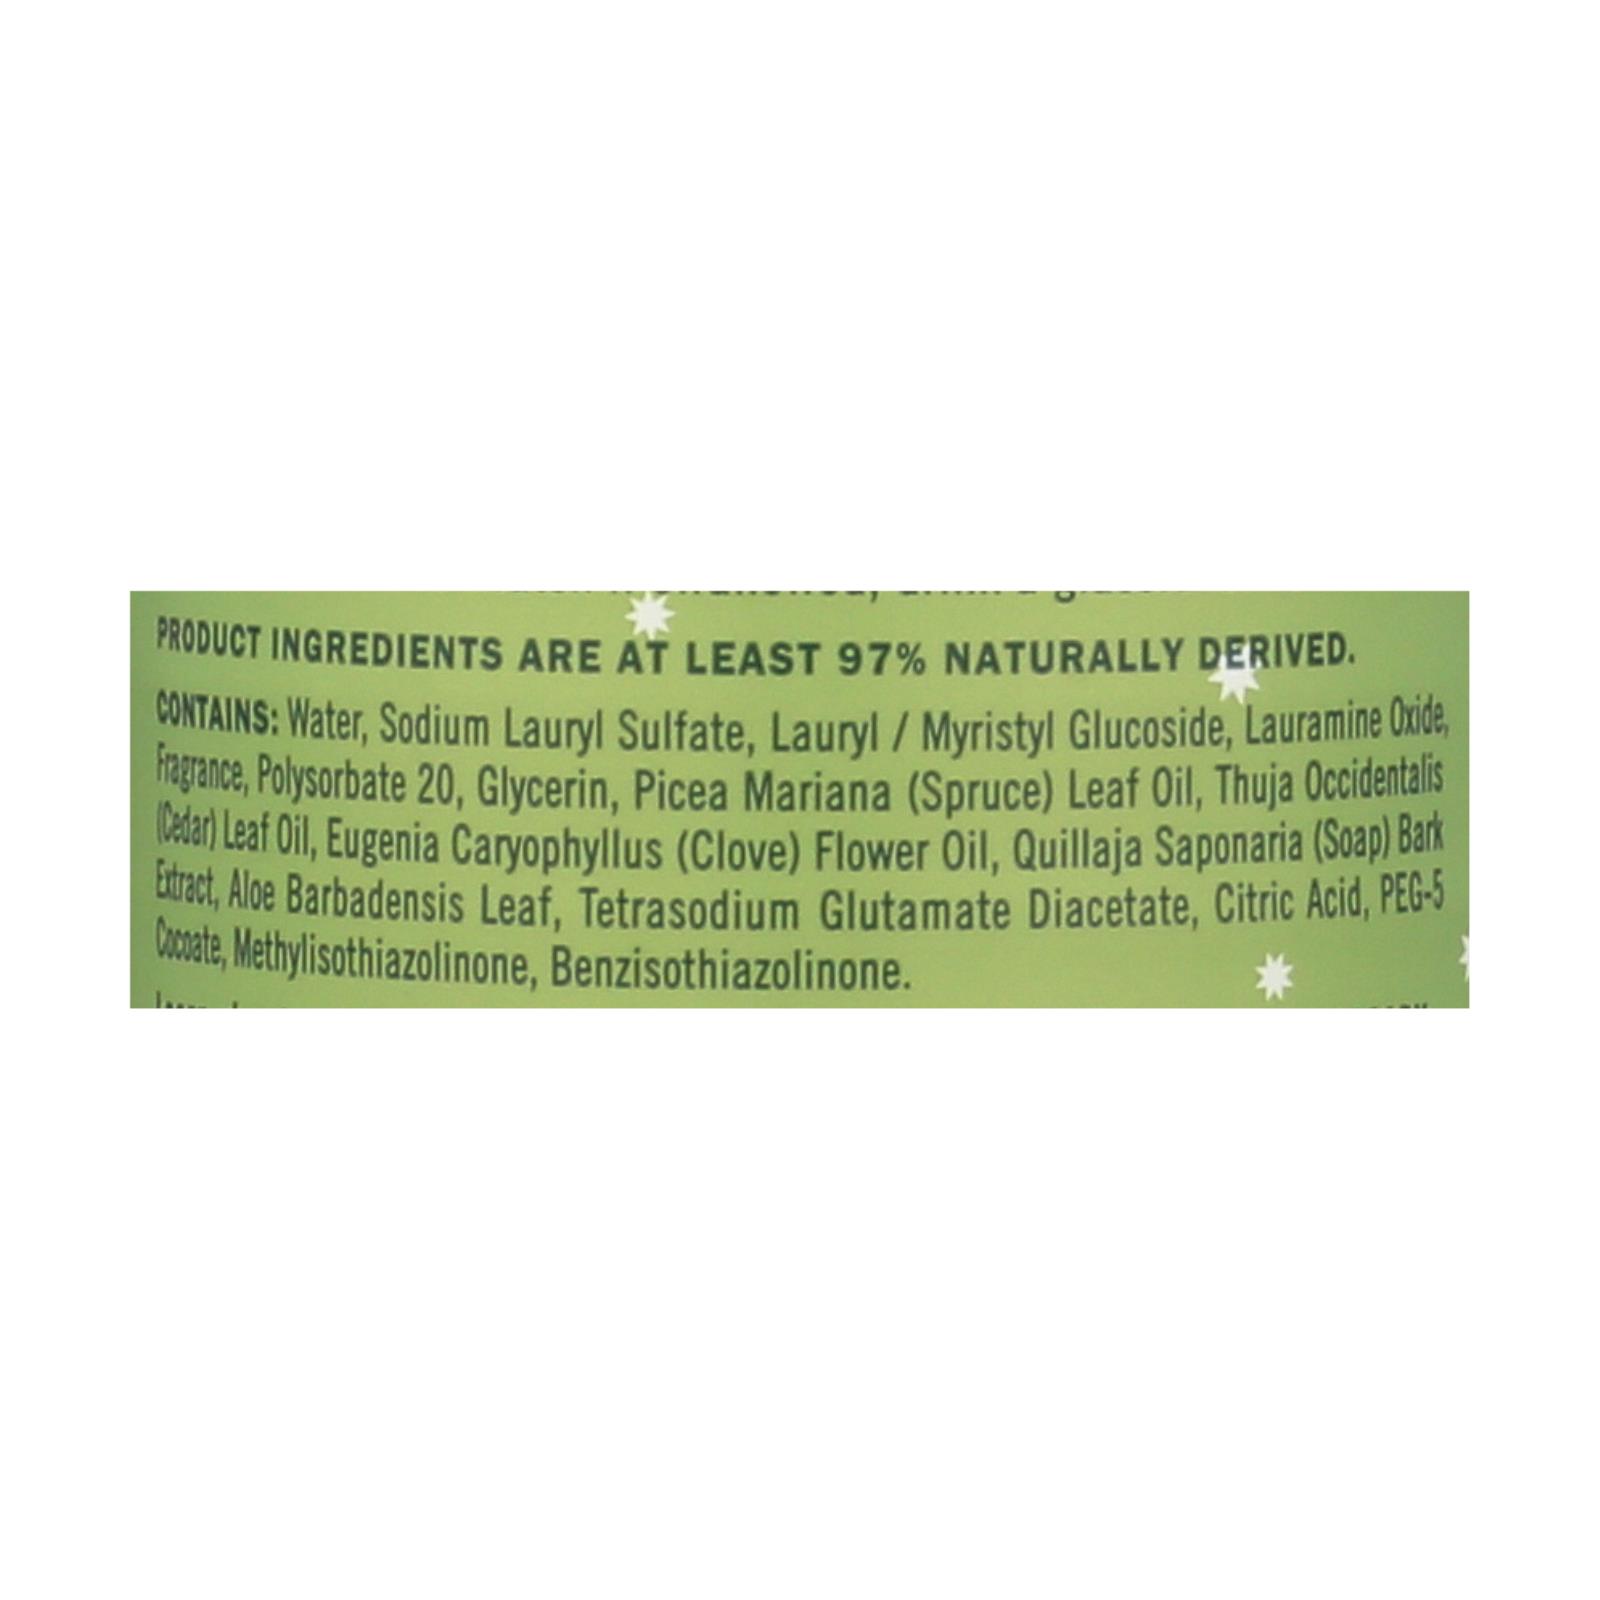 PRODUCT INGREDIENTS ARE AT LEAST 97% NATURALLY DERIVED.
CONTAINS: Water, Sodium Lauryl Sulfate, Lauryl / Myristyl Glucoside, Lauramine Oxide,
Fragrance, Polysorbate 20, Glycerin, Picea Mariana (Spruce) Leaf Oil, Thuja Occidentalis
(Cedar) Leaf Oil, Eugenia Caryophyllus (Clove) Flower Oil, Quillaja Saponaria (Soap) Bark
Extract, Aloe Barbadensis Leaf, Tetrasodium Glutamate Diacetate, Citric Acid, PEG-5
Cocoate, Methylisothiazolinone, Benzisothiazolinone.